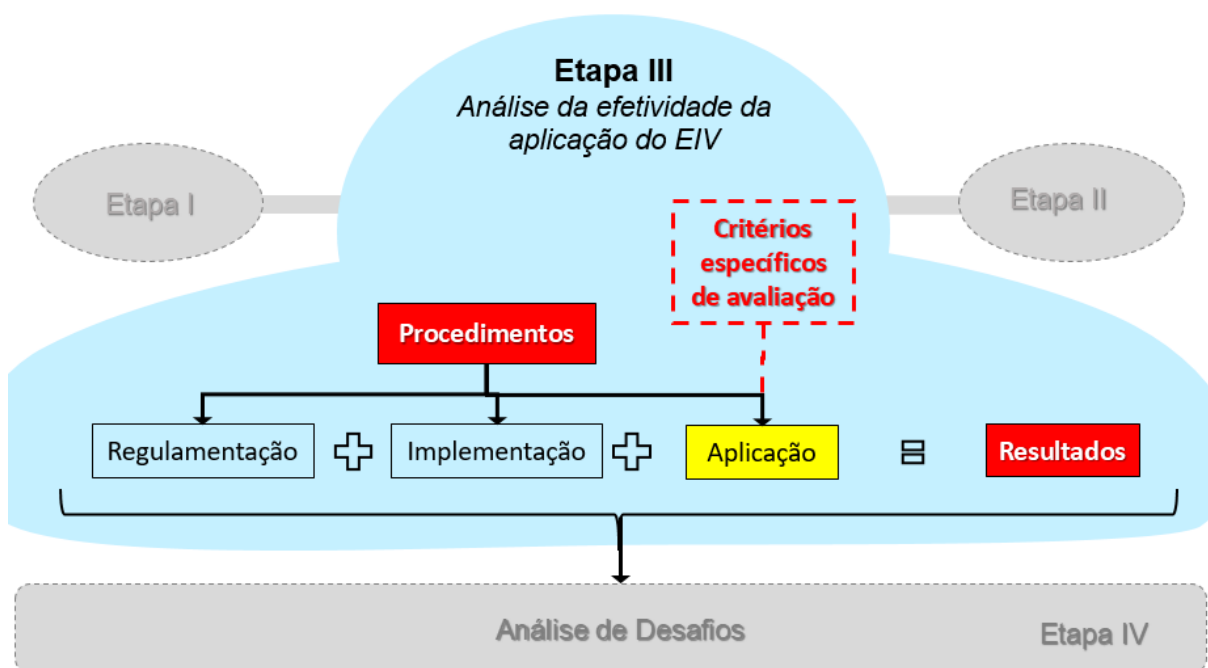 Etapa III
Análise da efetividade da
aplicação do EIV
Etapa I
Etapa II
Critérios
específicos
de avaliação
Procedimentos
Regulamentação
Implementação
Aplicação
Resultados
Análise de Desafios
Etapa IV